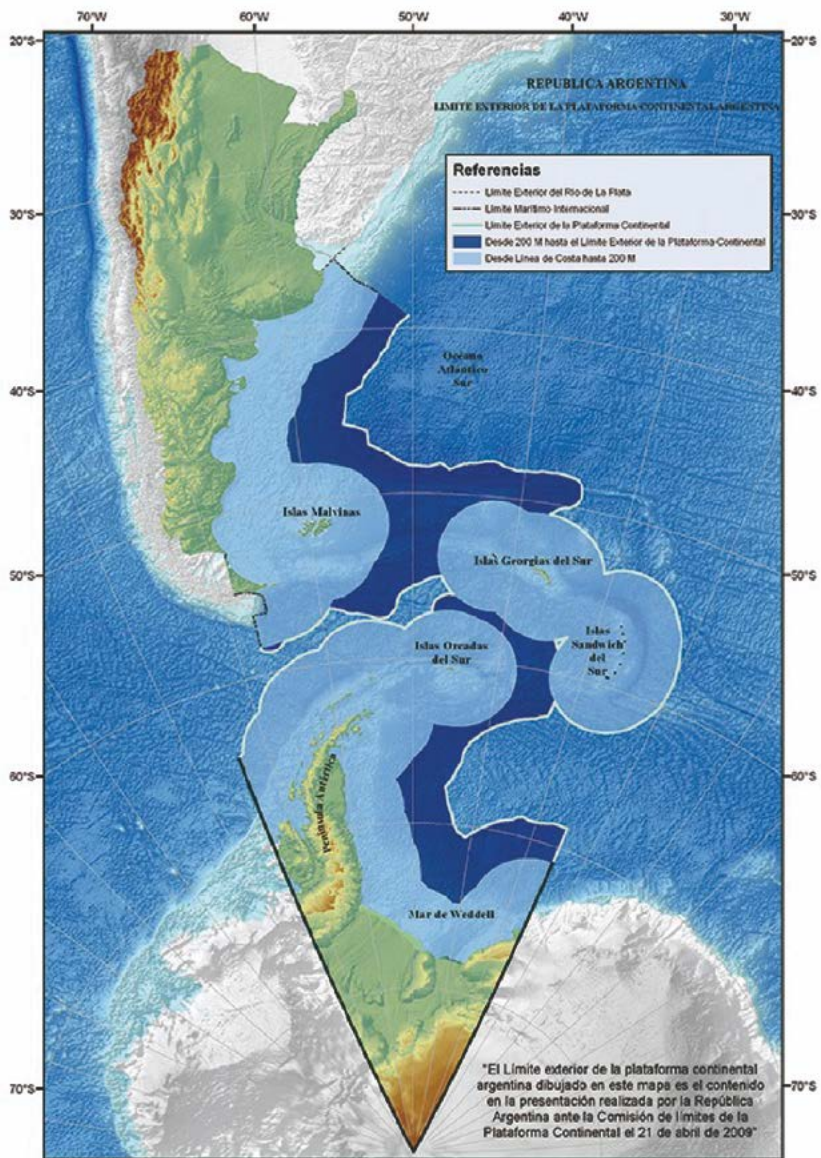 70°W 60°W 50°W 40°W 30°W
20°S 20°S
REPUBLICA ARGENTINA
LIMITE EXTERIOR DE LA PLATAFORMA CONTINENTAL ARGENTINA
Referencias
Límite Exterior del Río de La Plata
Límite Marítimo Internacional
Límite Exterior de la Plataforma Continental
Desde 200 M hasta el Límite Exterior de la Plataforma Continental
Desde Línea de Costa hasta 200 M
30°S 30°S
Océano
Atlántico
Sur
40°S 40°S
Islas Malvinas
Islas Georgias del Sur
50°S 50°S
Islas Orcadas
del Sur
Islas
Sandwich
del
Sur
Península Antártica
60°S 60°S
Mar de Weddell
"El Límite exterior de la plataforma continental
argentina dibujado en este mapa es el contenido
en la presentación realizada por la República
Argentina ante la Comisión de límites de la
Plataforma Continental el 21 de abril de 2009"
70°S 70°S